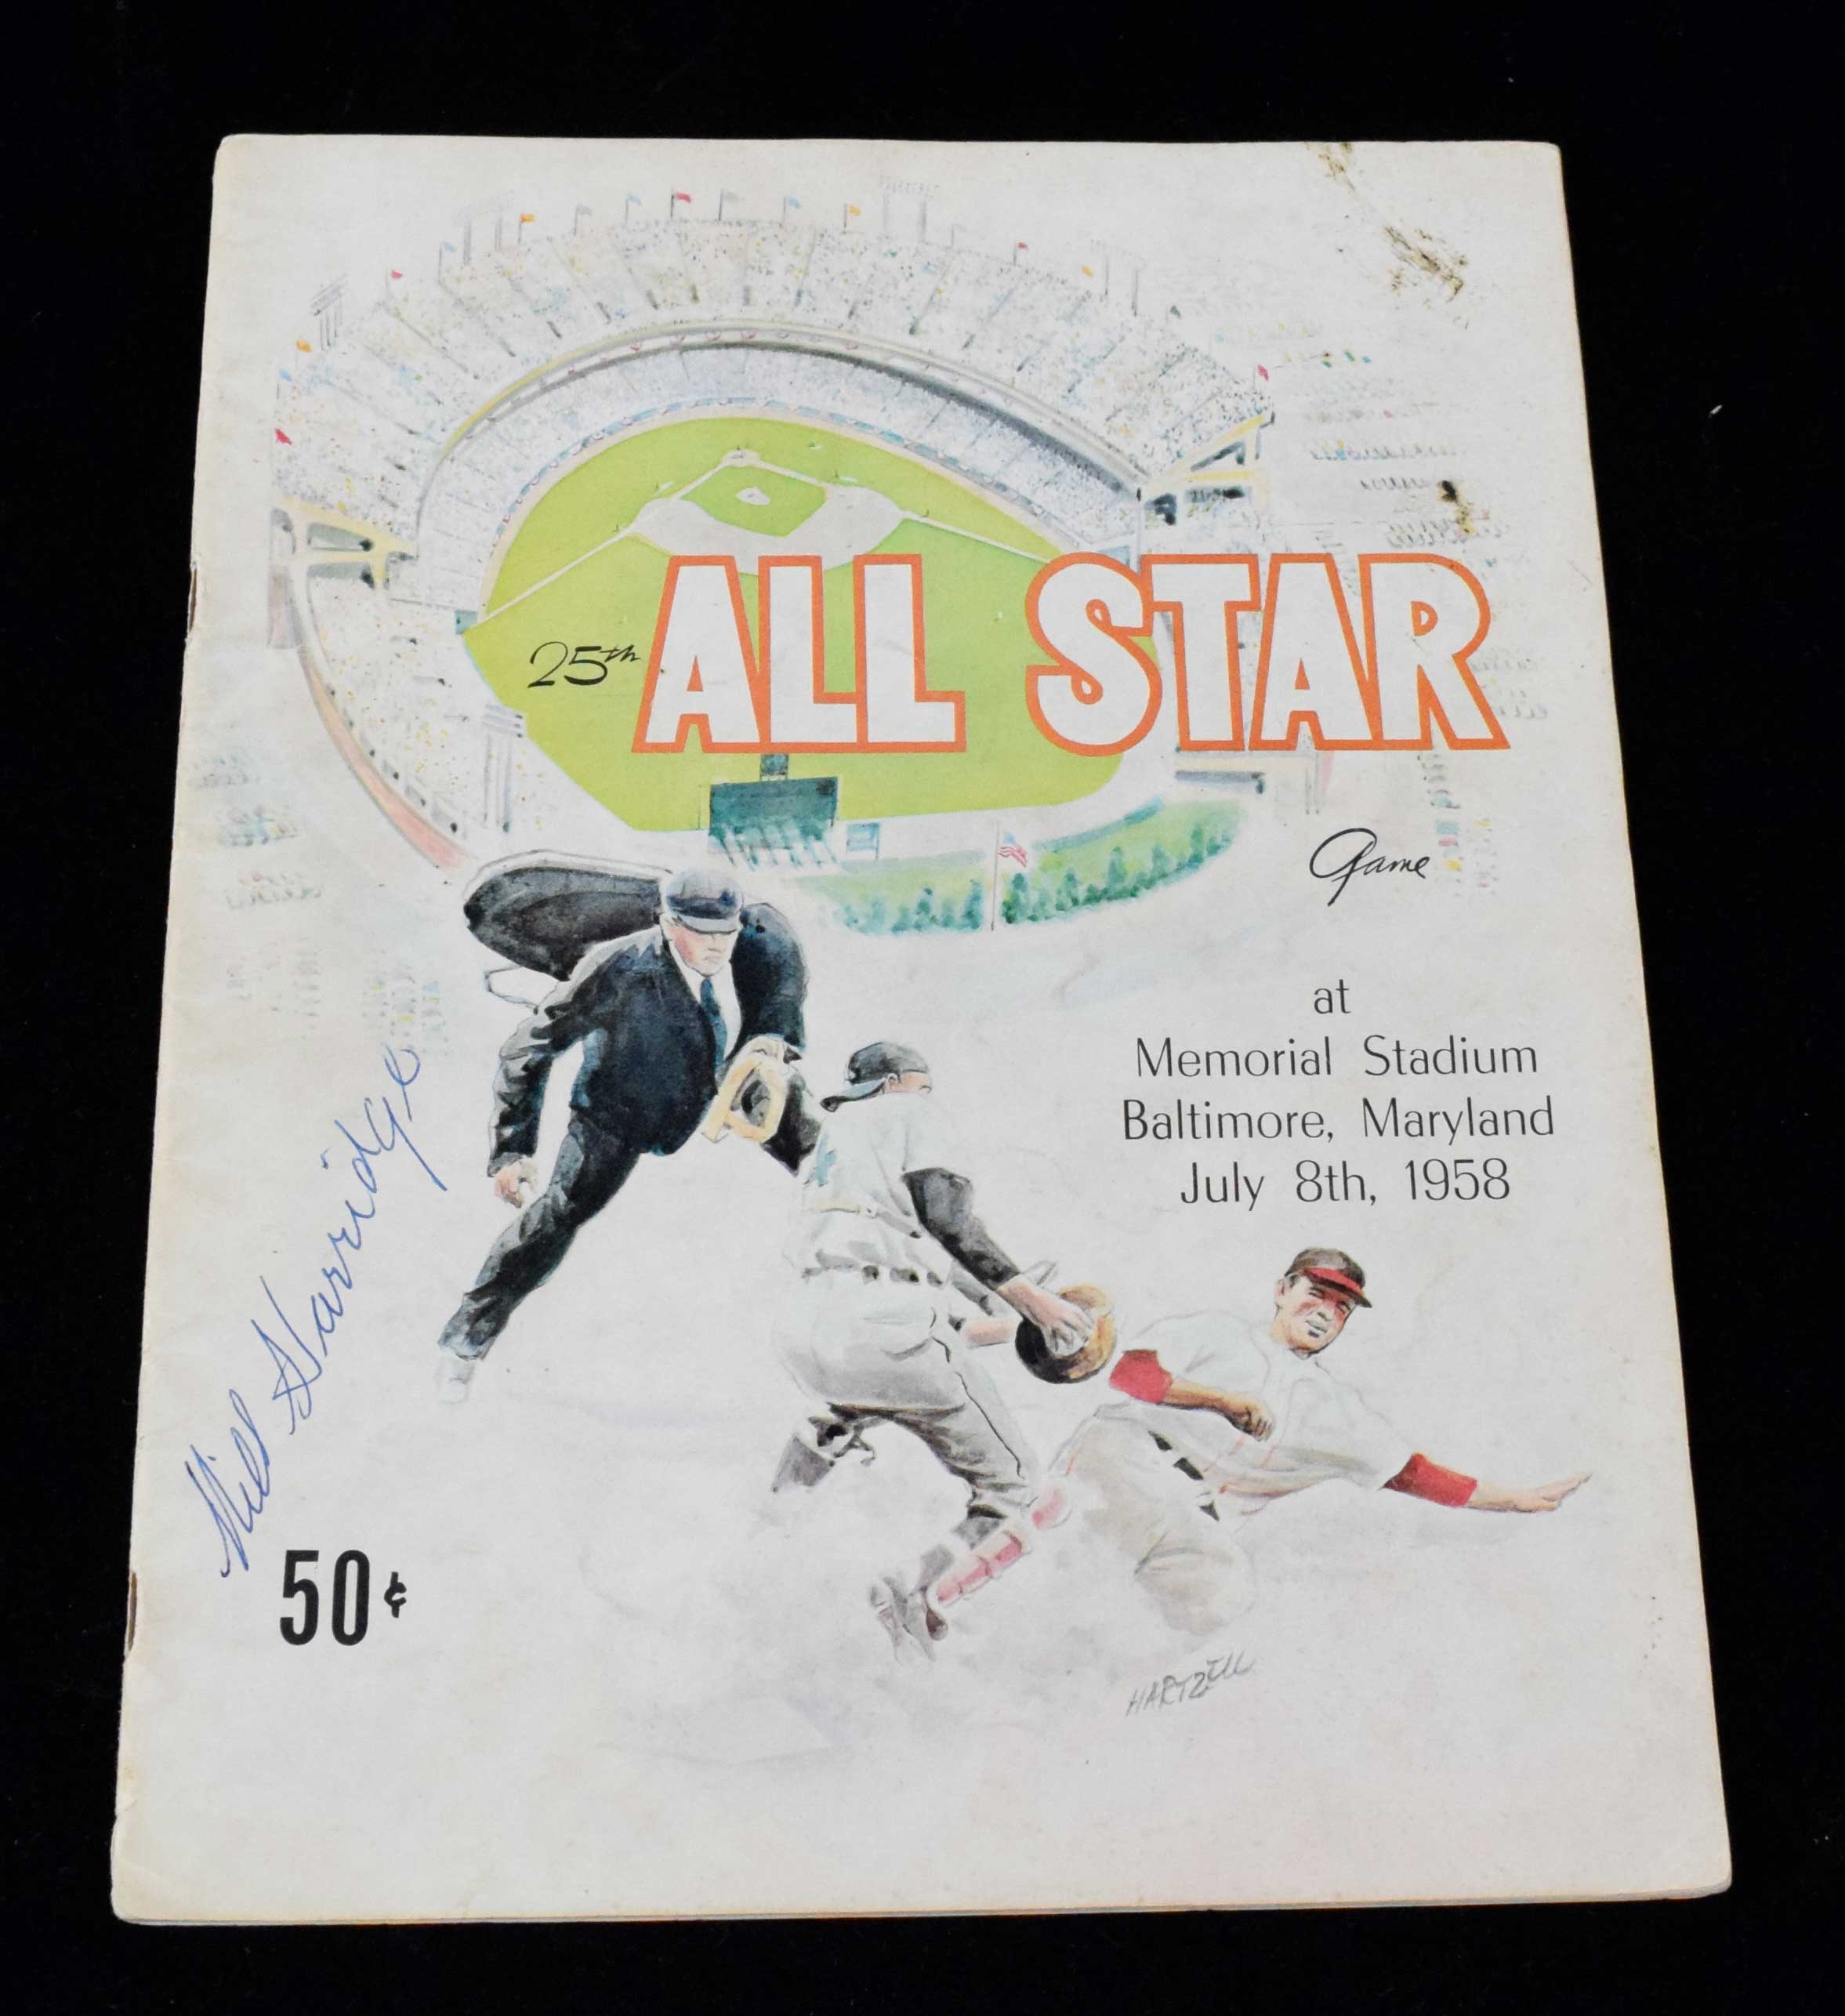 25th ALL STAR
Game
at
Memorial Stadium
Baltimore, Maryland
July 8th, 1958
Will Harridge
50¢
HARTZELL